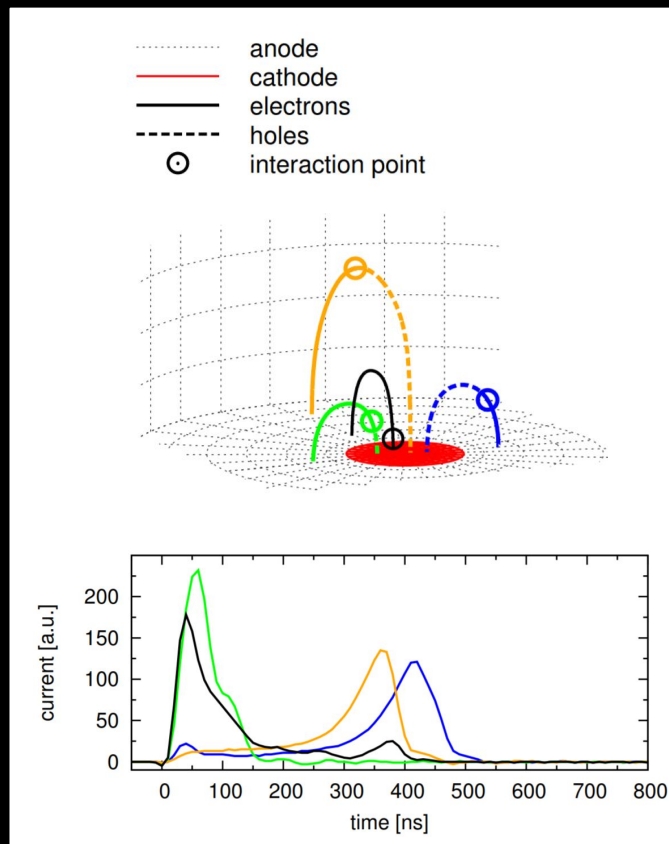 anode
cathode
electrons
holes
interaction point
200
150
100
50
0
current [a.u.]
0 100 200 300 400 500 600 700 800
time [ns]